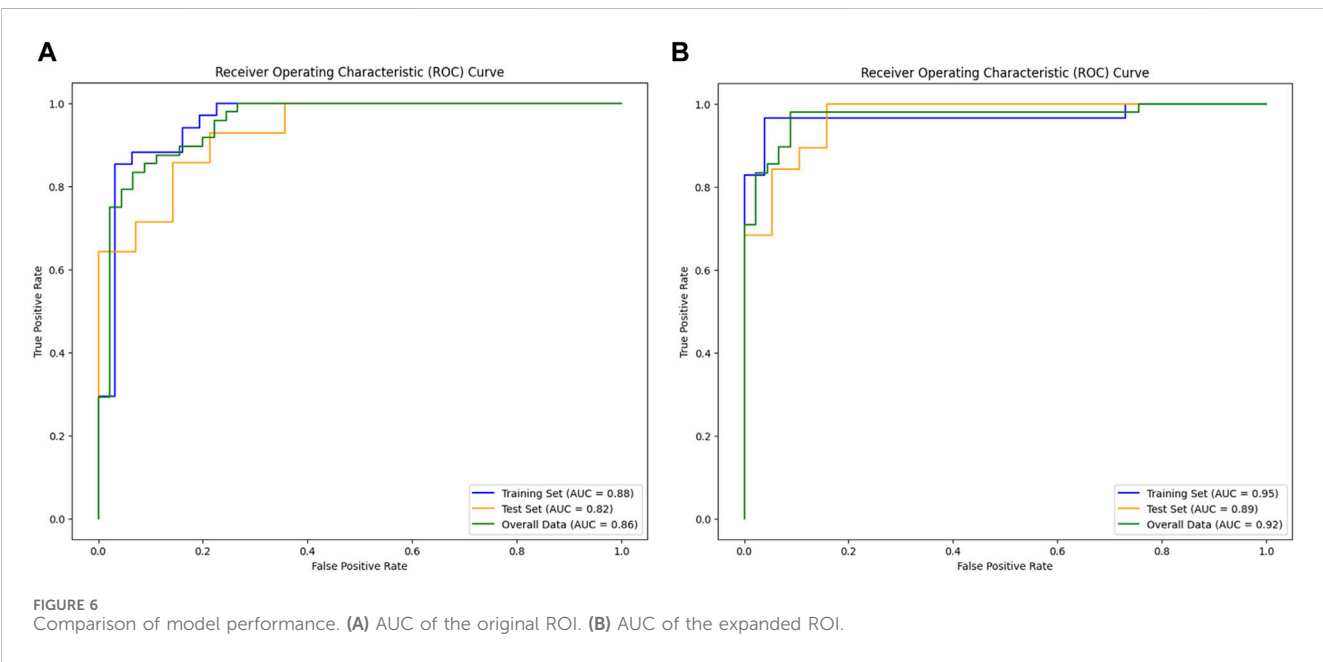 A
Receiver Operating Characteristic (ROC) Curve
True Positive Rate
1.0
0.8
0.6
0.4
0.2
0.0
0.0 0.2 0.4 0.6 0.8 1.0
False Positive Rate
Training Set (AUC = 0.88)
Test Set (AUC = 0.82)
Overall Data (AUC = 0.86)
B
Receiver Operating Characteristic (ROC) Curve
True Positive Rate
1.0
0.8
0.6
0.4
0.2
0.0
0.0 0.2 0.4 0.6 0.8 1.0
False Positive Rate
Training Set (AUC = 0.95)
Test Set (AUC = 0.89)
Overall Data (AUC = 0.92)
FIGURE 6
Comparison of model performance. (A) AUC of the original ROI. (B) AUC of the expanded ROI.